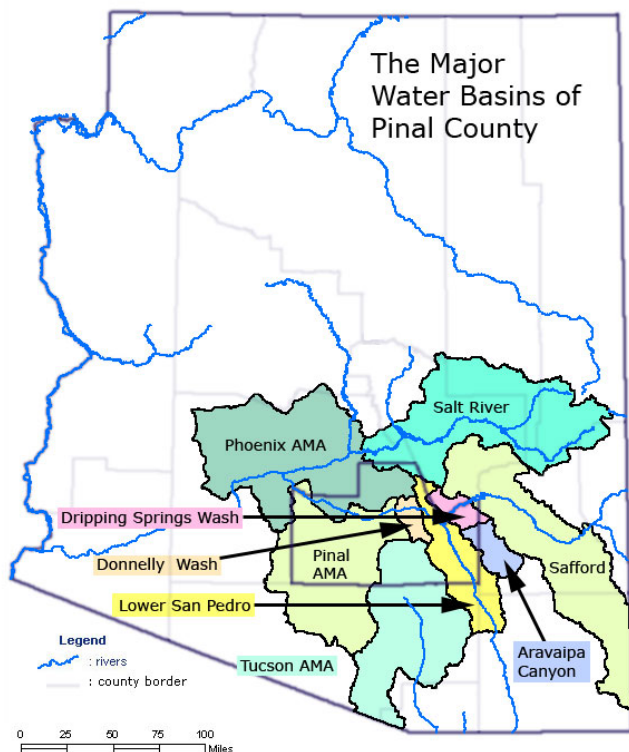 The Major
Water Basins of
Pinal County
Salt River
Phoenix AMA
Dripping Springs Wash
Donnelly Wash
Pinal
AMA
Safford
Lower San Pedro
Aravaipa
Canyon
Tucson AMA
Legend
: rivers
: county border
0 25 50 75 100
Miles